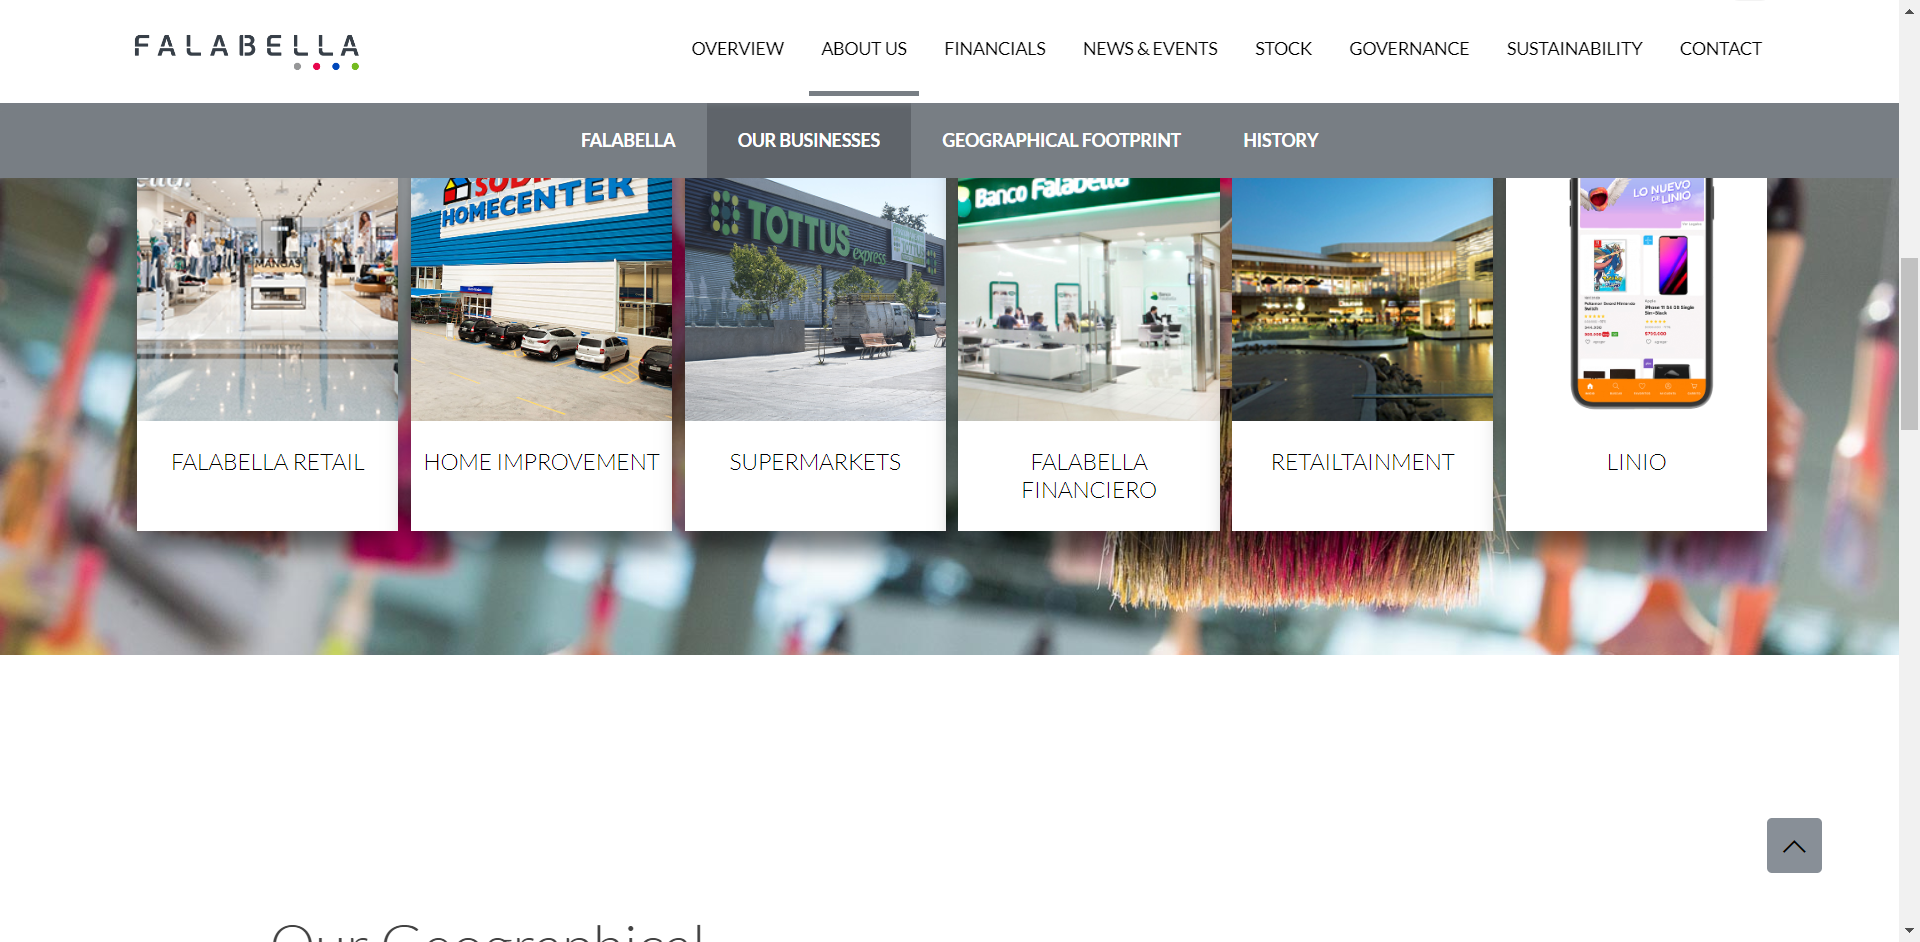 FALABELLA
OVERVIEW
ABOUT US
FINANCIALS
NEWS & EVENTS
STOCK
GOVERNANCE
SUSTAINABILITY
CONTACT
FALABELLA
OUR BUSINESSES
GEOGRAPHICAL FOOTPRINT
HISTORY
MANGAS
HOMECENTER
TOTTUS
express
Banco Falabella
LO NUEVO
DE LINIO
FALABELLA RETAIL
HOME IMPROVEMENT
SUPERMARKETS
FALABELLA
FINANCIERO
RETAILTAINMENT
LINIO
Our Geographical